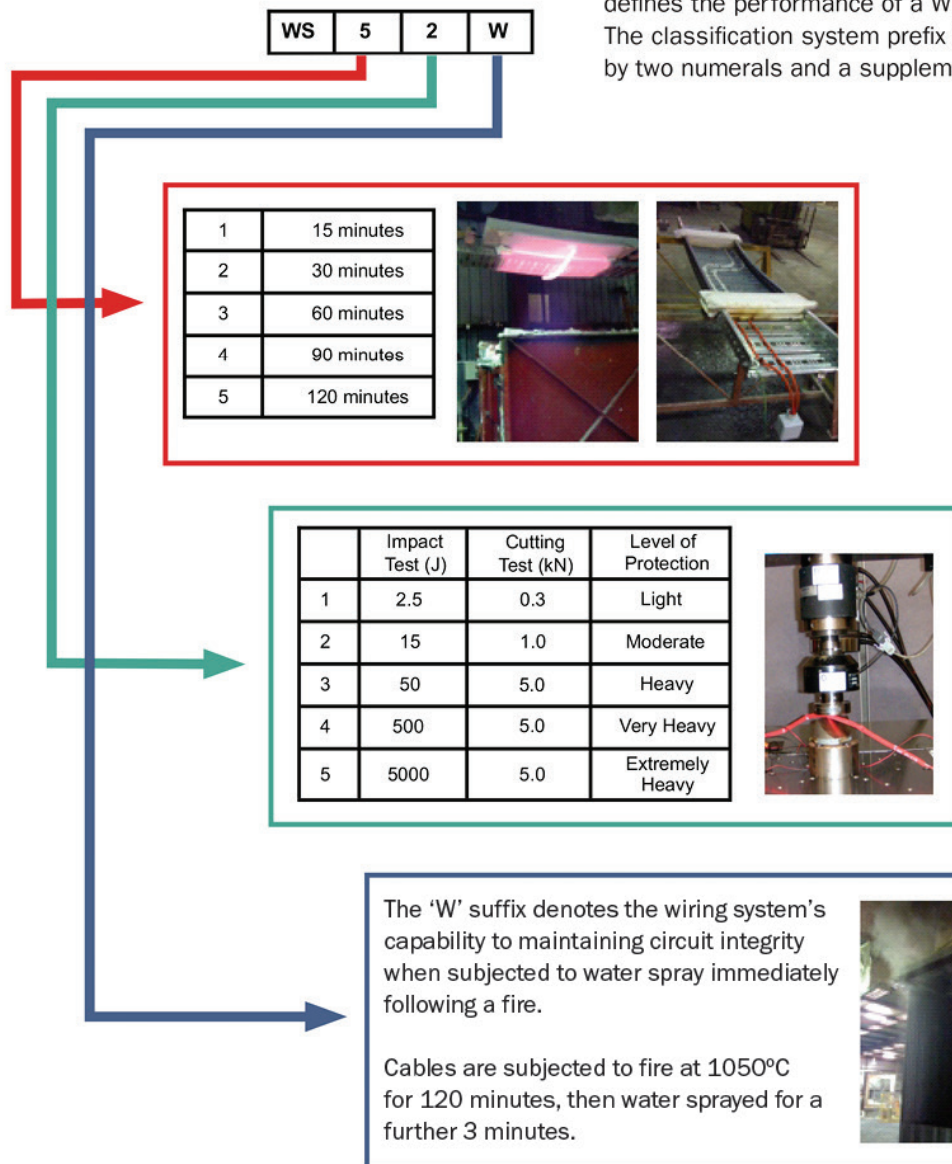 defines the performance of a W
The classification system prefix
by two numerals and a supplem
WS 5 2 W
1 15 minutes
2 30 minutes
3 60 minutes
4 90 minutes
5 120 minutes
Impact Test (J) Cutting Test (kN) Level of Protection
1 2.5 0.3 Light
2 15 1.0 Moderate
3 50 5.0 Heavy
4 500 5.0 Very Heavy
5 5000 5.0 Extremely Heavy
The ‘W’ suffix denotes the wiring system’s
capability to maintaining circuit integrity
when subjected to water spray immediately
following a fire.
Cables are subjected to fire at 1050ºC
for 120 minutes, then water sprayed for a
further 3 minutes.